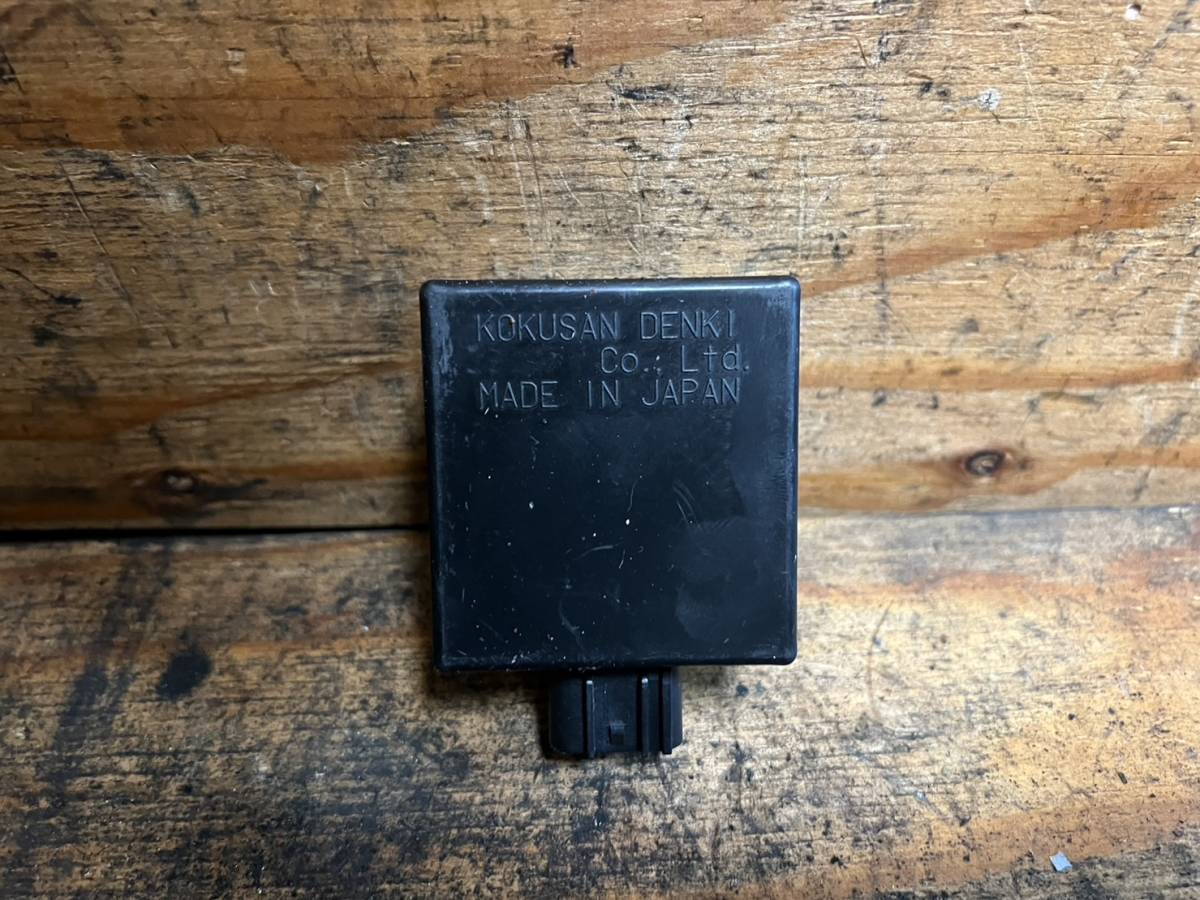 KOKUSAN DENKI
Co., Ltd.
MADE IN JAPAN